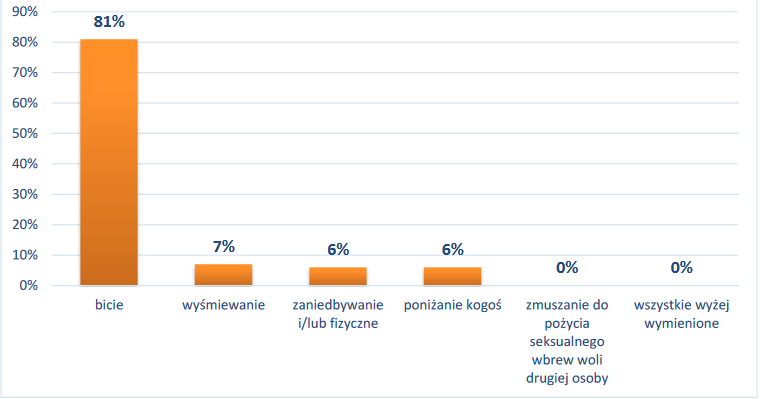 90%
80%
70%
60%
50%
40%
30%
20%
10%
0%
81%
7%
6%
6%
0%
0%
bicie
wyśmiewanie
zaniedbywanie
i/lub fizyczne
poniżanie kogoś
zmuszanie do
pożycia
seksualnego
wbrew woli
drugiej osoby
wszystkie wyżej
wymienione